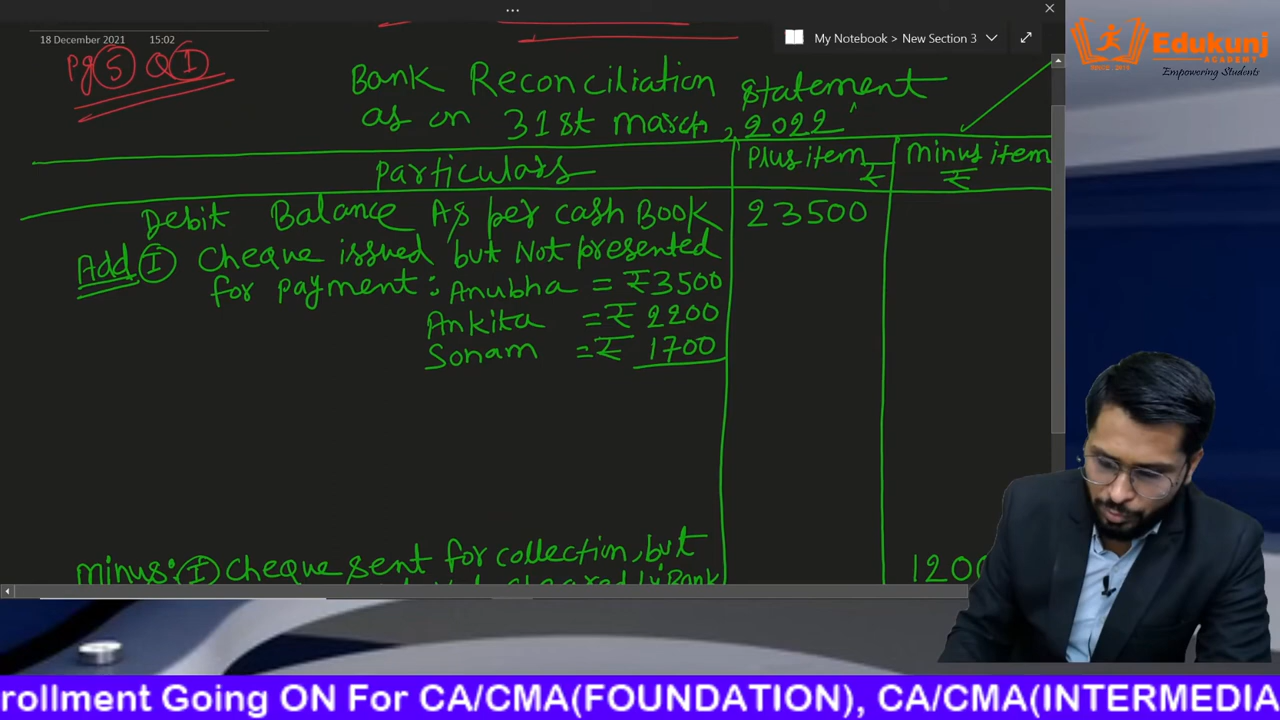 ...
18 December 2021 15:02
My Notebook > New Section 3
Edukunj
ACADEMY
Empowering Students
Pg 5 Q I
Bank Reconciliation statement
as on 31st march, 2022
Particulars Plus item ₹ minus item ₹
Debit Balance As per cash Book 23500
Add I Cheque issued but Not presented
for payment: Anubha = ₹3500
Ankita = ₹ 2200
Sonam = ₹ 1700
minus: I Cheque sent for collection, but 1200
Bank
rollment Going ON For CA/CMA(FOUNDATION), CA/CMA(INTERMEDIA